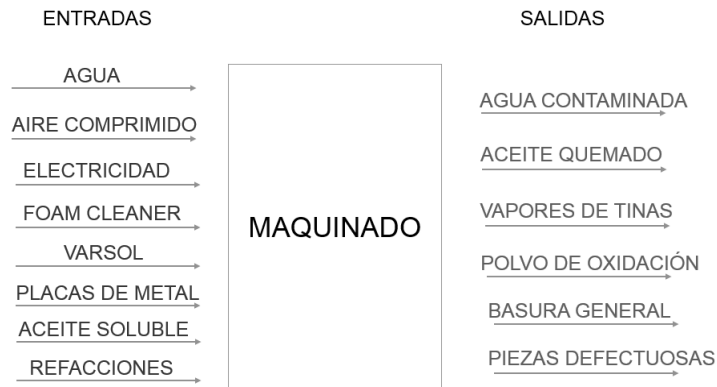 ENTRADAS
SALIDAS
AGUA
AIRE COMPRIMIDO
ELECTRICIDAD
FOAM CLEANER
VARSOL
PLACAS DE METAL
ACEITE SOLUBLE
REFACCIONES
MAQUINADO
AGUA CONTAMINADA
ACEITE QUEMADO
VAPORES DE TINAS
POLVO DE OXIDACIÓN
BASURA GENERAL
PIEZAS DEFECTUOSAS